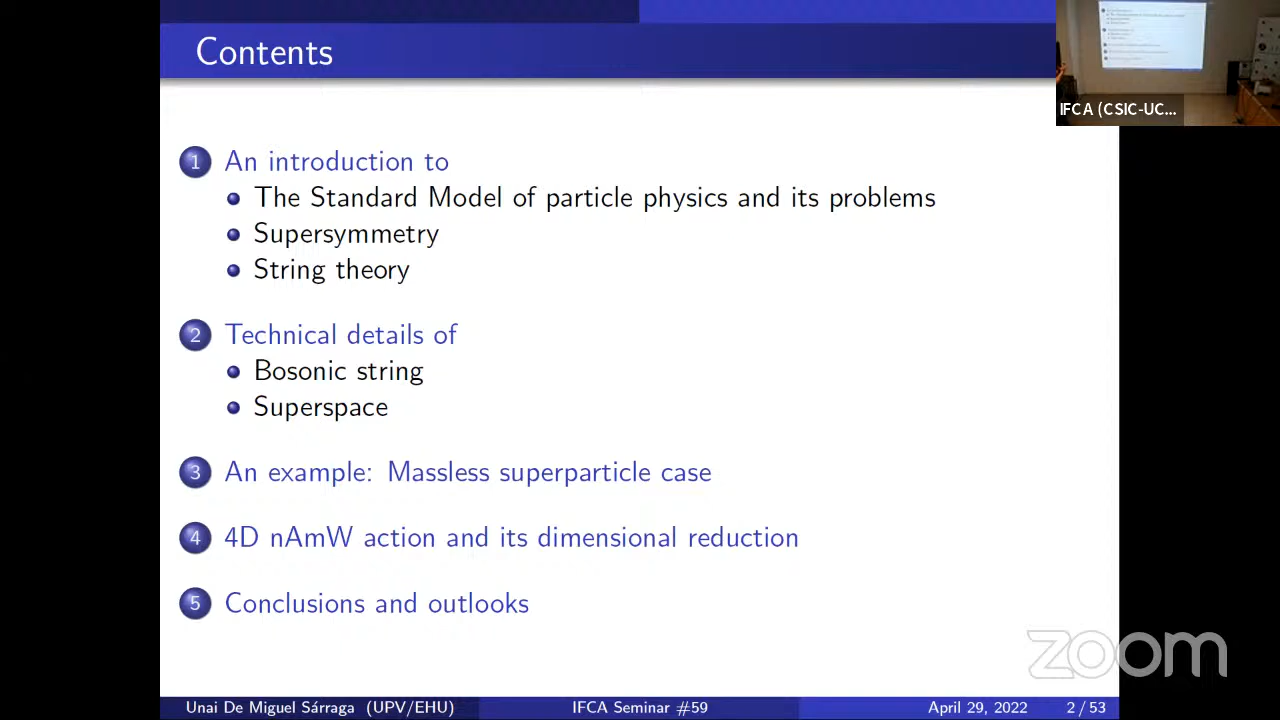 Contents
IFCA (CSIC-UC...
1 An introduction to
The Standard Model of particle physics and its problems
Supersymmetry
String theory
2 Technical details of
Bosonic string
Superspace
3 An example: Massless superparticle case
4 4D nAmW action and its dimensional reduction
5 Conclusions and outlooks
zoom
Unai De Miguel Sárraga (UPV/EHU) IFCA Seminar #59 April 29, 2022 2 / 53